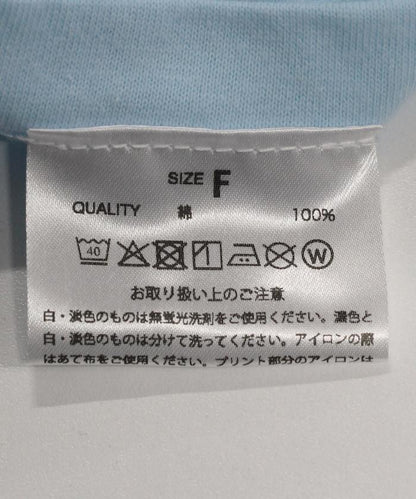 SIZE F
QUALITY 綿 100%
40 W
お取り扱い上のご注意
白・淡色のものは無蛍光洗剤をご使用ください。濃色と
白・淡色のものは分けて洗ってください。アイロンの際
はあて布をご使用ください。プリント部分のアイロンは